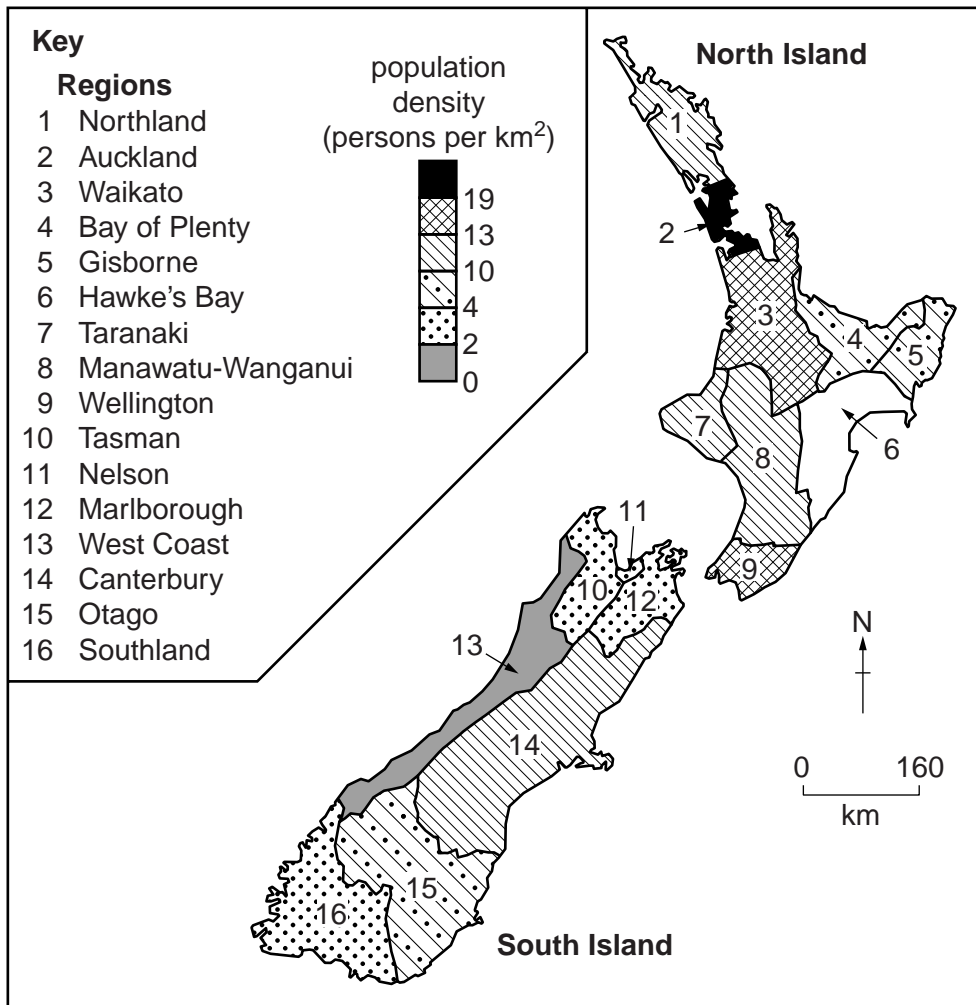 Key
Regions
1 Northland
2 Auckland
3 Waikato
4 Bay of Plenty
5 Gisborne
6 Hawke’s Bay
7 Taranaki
8 Manawatu-Wanganui
9 Wellington
10 Tasman
11 Nelson
12 Marlborough
13 West Coast
14 Canterbury
15 Otago
16 Southland
population
density
(persons per km²)
19
13
10
4
2
0
North Island
1
2
3
4
5
6
7
8
9
10
11
12
13
14
15
16
South Island
N
0 160
km